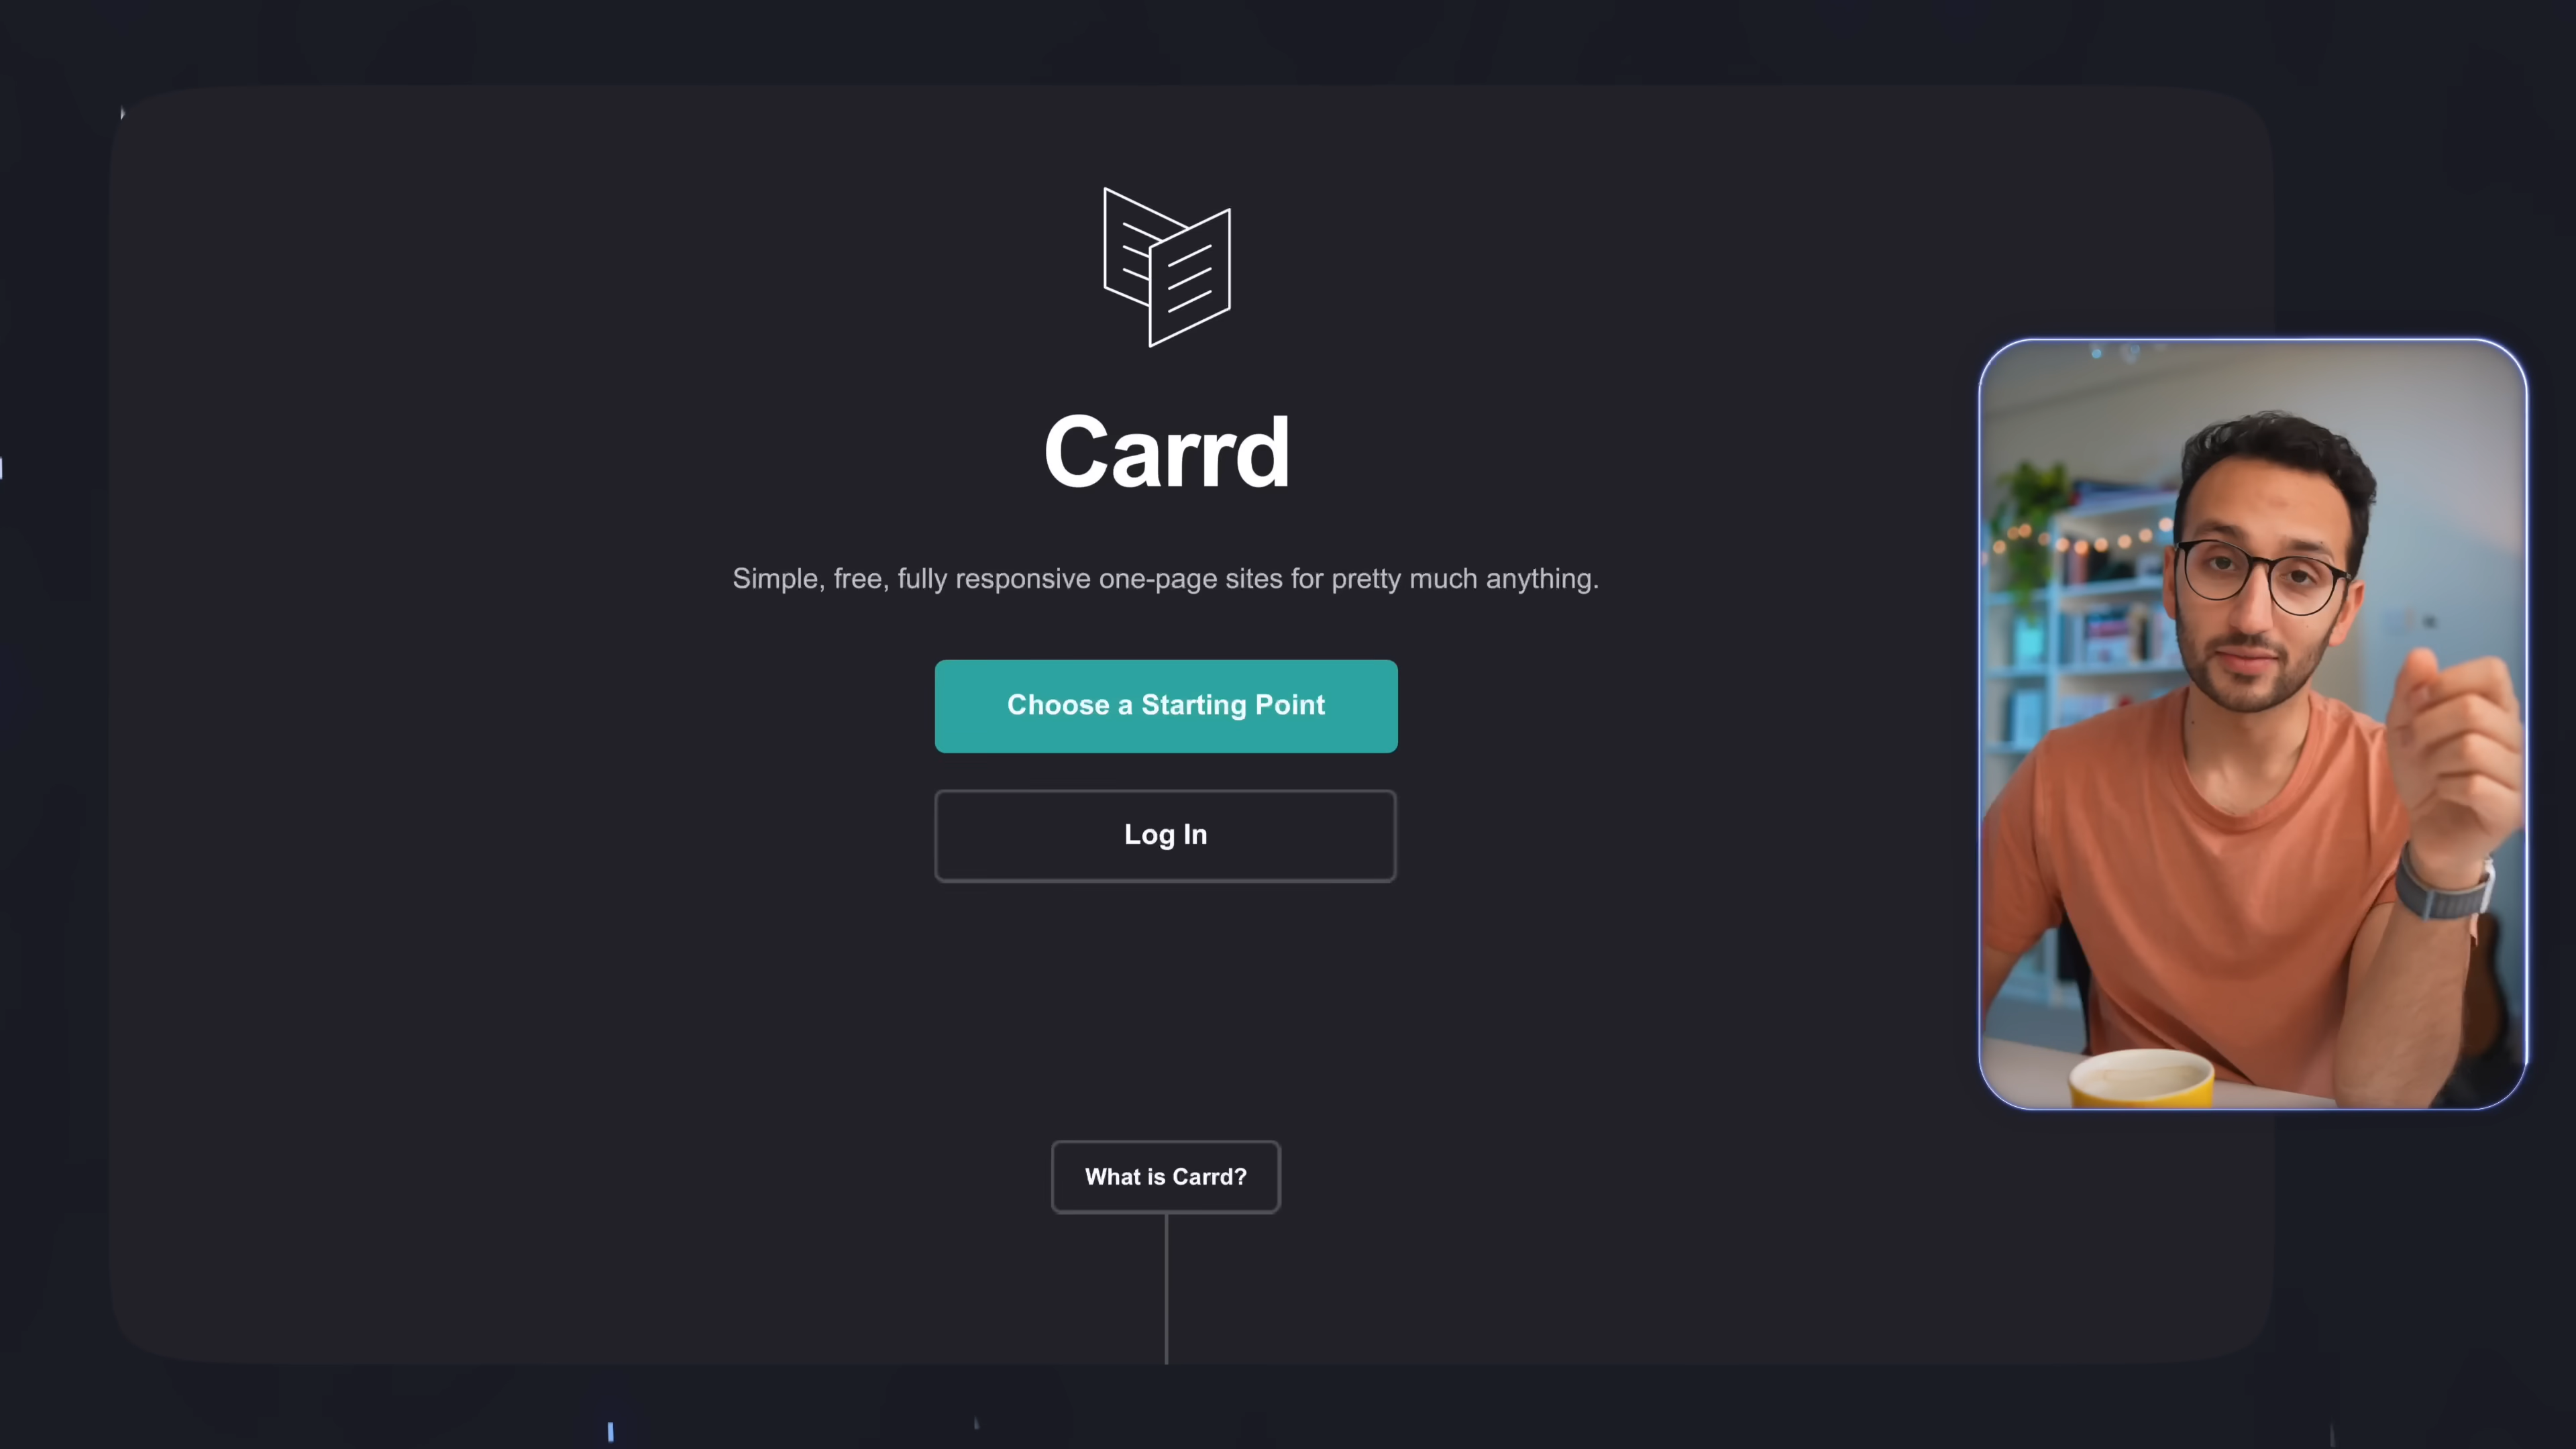 Carrd
Simple, free, fully responsive one-page sites for pretty much anything.
Choose a Starting Point
Log In
What is Carrd?